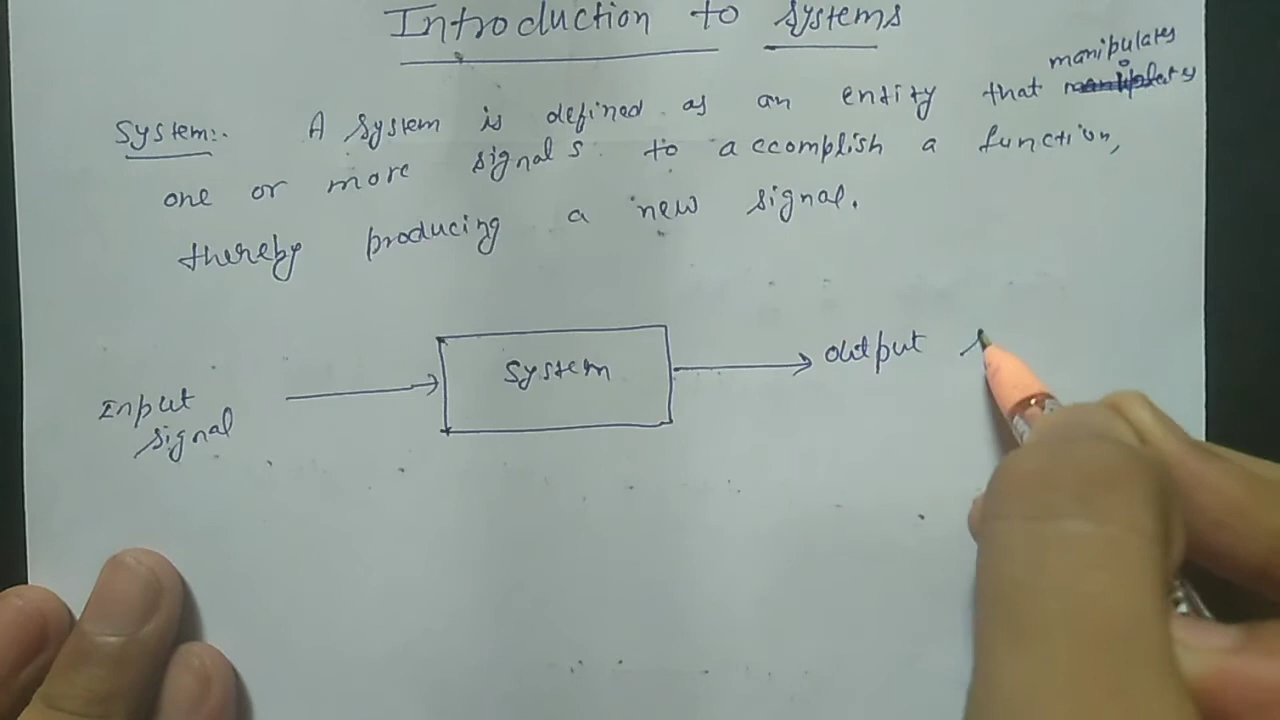 Introduction to systems
manipulates
System:. A system is defined as an entity that
one or more signals to accomplish a function,
thereby producing a new signal.
System
output s
Input
signal